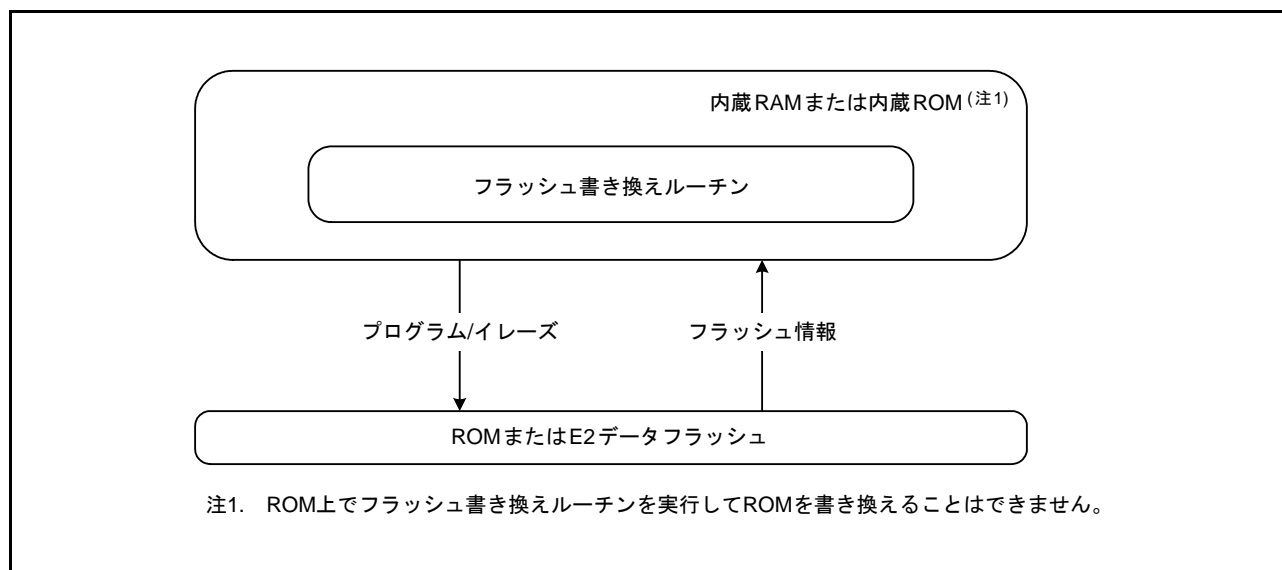 内蔵RAMまたは内蔵ROM(注1)
フラッシュ書き換えルーチン
プログラム/イレーズ
フラッシュ情報
ROMまたはE2データフラッシュ
注1. ROM上でフラッシュ書き換えルーチンを実行してROMを書き換えることはできません。